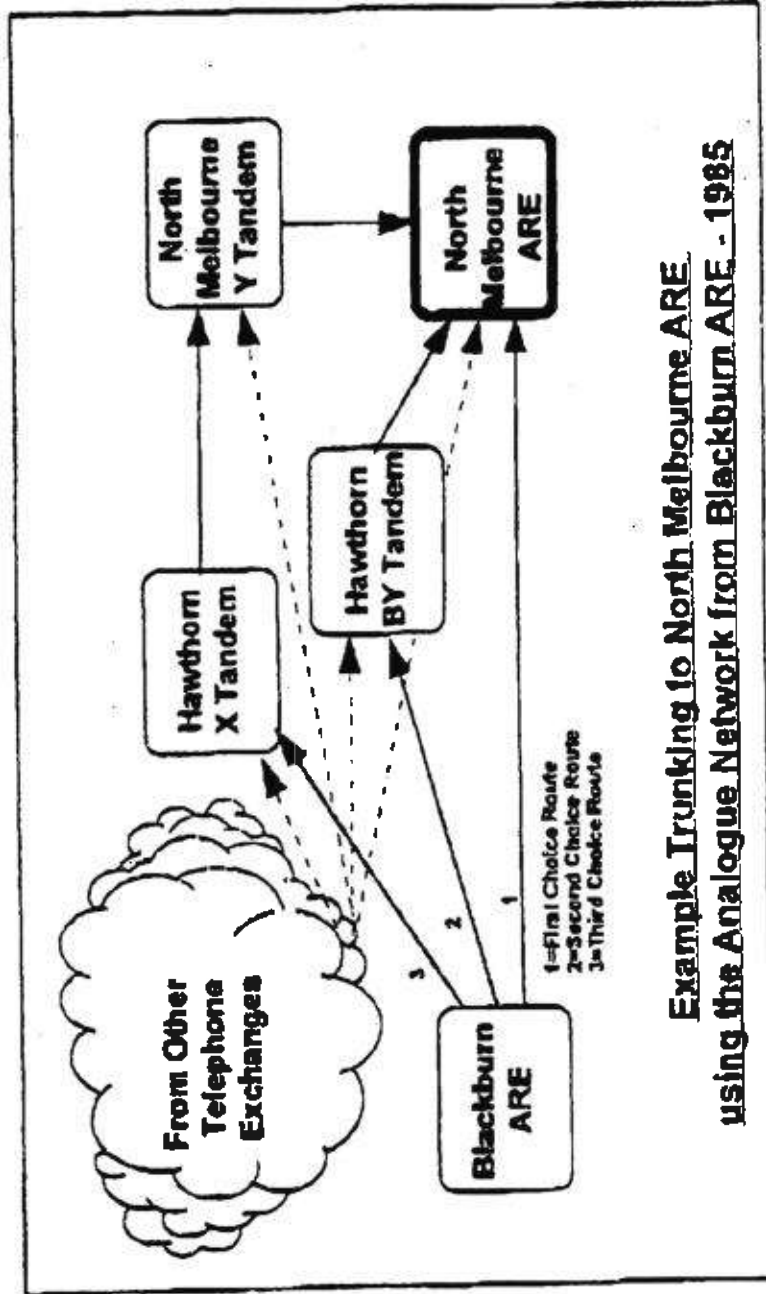 From Other
Telephone
Exchanges
Hawthorn
X Tandem
North
Melbourne
Y Tandem
Hawthorn
BY Tandem
North
Melbourne
ARE
Blackburn
ARE
3
2
1
1=First Choice Route
2=Second Choice Route
3=Third Choice Route
Example Trunking to North Melbourne ARE
using the Analogue Network from Blackburn ARE - 1985